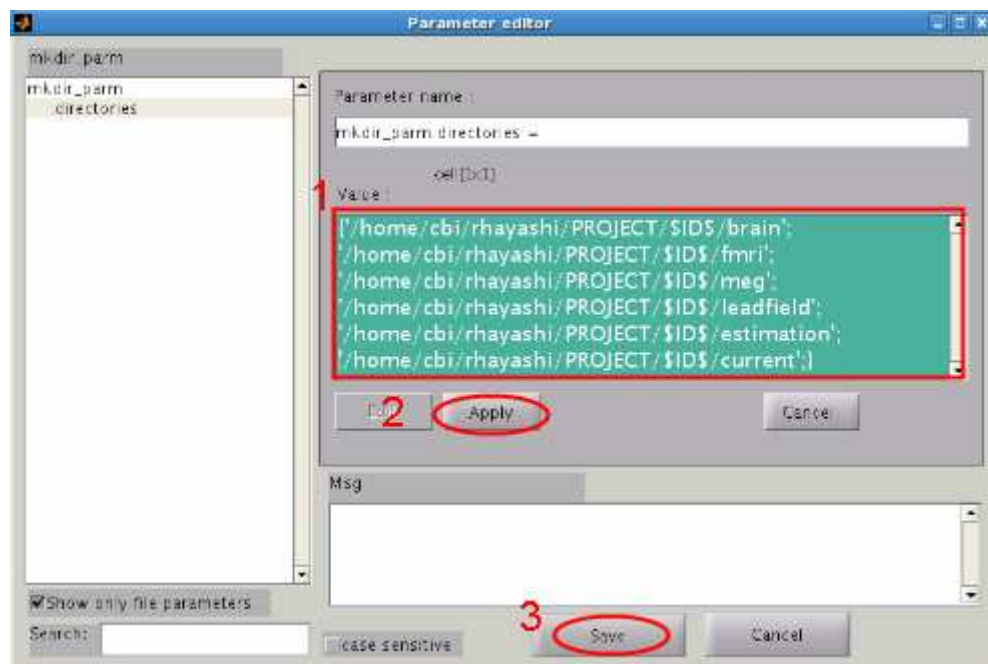 Parameter editor
mkdir_parm
mkdir_parm
directories
Parameter name :
mkdir_parm.directories =
cell [1x1]
1
Value :
{'/home/cbi/rhayashi/PROJECT/$ID$/brain';
'/home/cbi/rhayashi/PROJECT/$ID$/fmri';
'/home/cbi/rhayashi/PROJECT/$ID$/meg';
'/home/cbi/rhayashi/PROJECT/$ID$/leadfield';
'/home/cbi/rhayashi/PROJECT/$ID$/estimation';
'/home/cbi/rhayashi/PROJECT/$ID$/current';}
2
Apply
Cancel
Msg
Show only file parameters
Search:
case sensitive
3
Save
Cancel